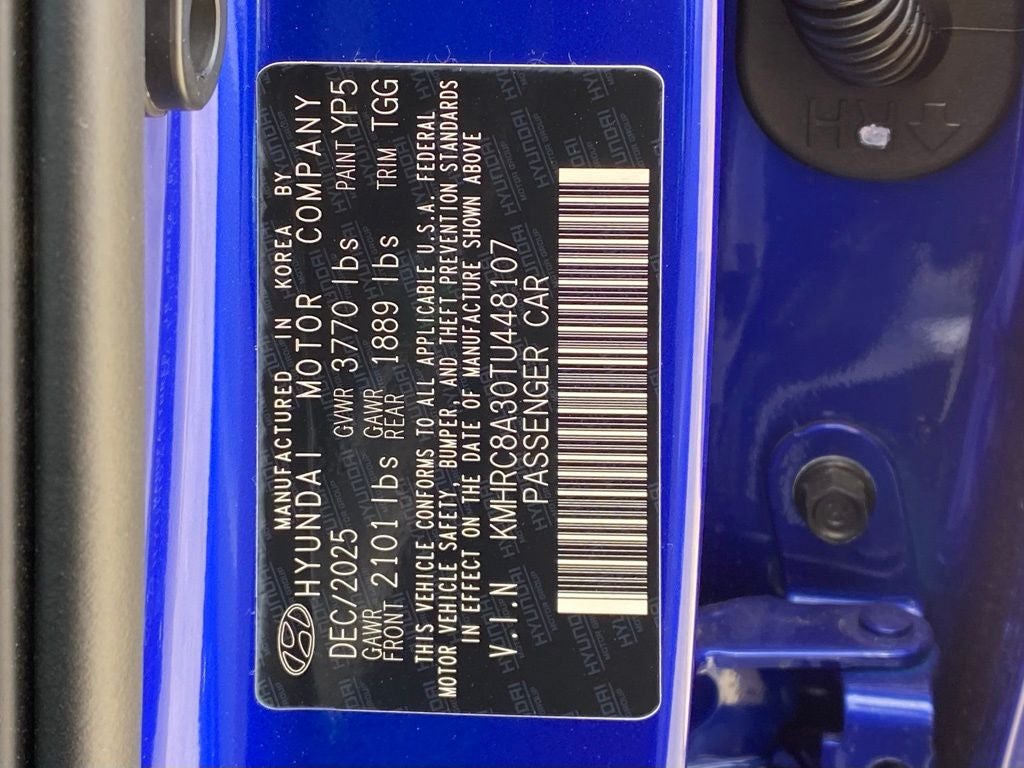 MANUFACTURED IN KOREA BY
HYUNDAI MOTOR COMPANY
DEC/2025 GVWR 3770 lbs PAINT YP5
GAWR FRONT 2101 lbs GAWR REAR 1889 lbs TRIM TGG
THIS VEHICLE CONFORMS TO ALL APPLICABLE U.S.A. FEDERAL
MOTOR VEHICLE SAFETY, BUMPER, AND THEFT PREVENTION STANDARDS
IN EFFECT ON THE DATE OF MANUFACTURE SHOWN ABOVE
V.I.N KMHRC8A30TU448107
PASSENGER CAR